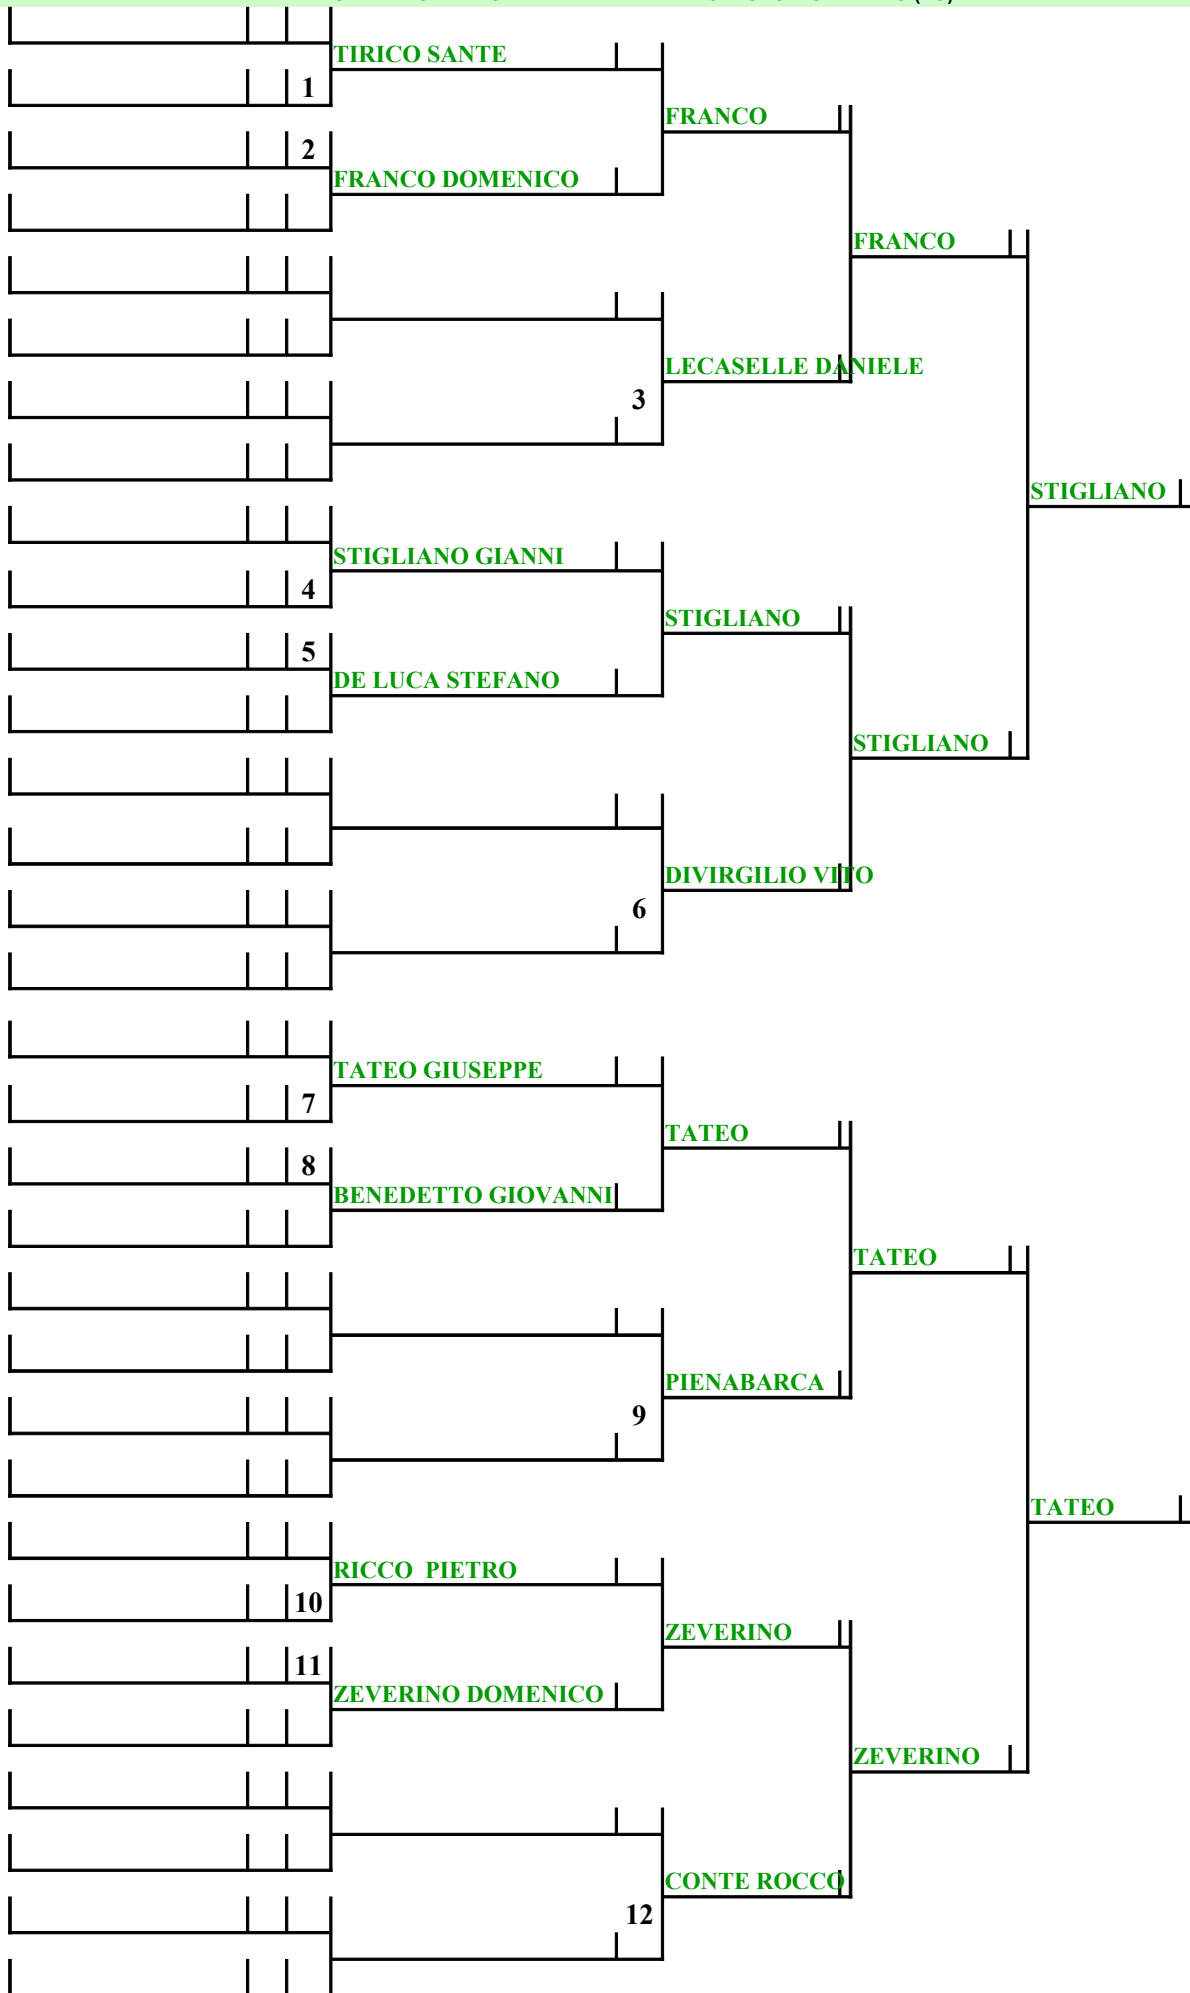 TIRICO SANTE
1
FRANCO
2
FRANCO DOMENICO
FRANCO
LECASELLE DANIELE
3
STIGLIANO
STIGLIANO GIANNI
4
STIGLIANO
5
DE LUCA STEFANO
STIGLIANO
DIVIRGILIO VITO
6
TATEO GIUSEPPE
7
TATEO
8
BENEDETTO GIOVANNI
TATEO
PIENABARCA
9
TATEO
RICCO PIETRO
10
ZEVERINO
11
ZEVERINO DOMENICO
ZEVERINO
CONTE ROCCO
12